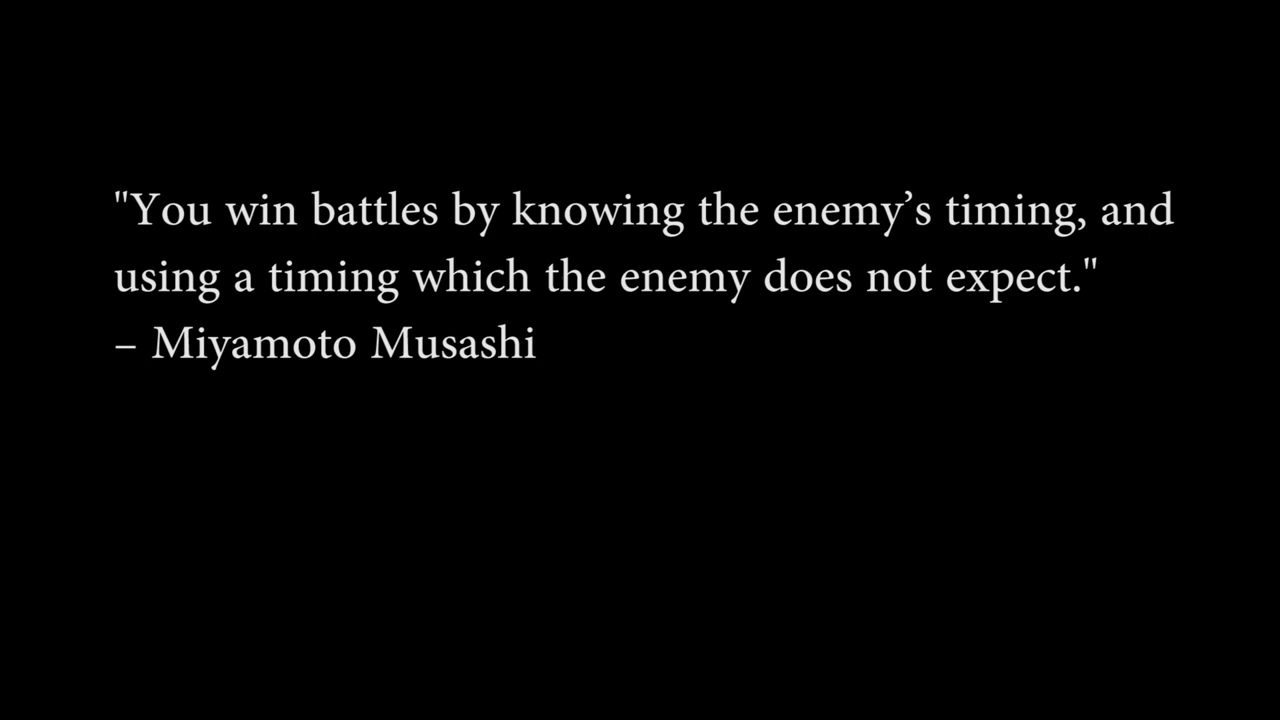 "You win battles by knowing the enemy’s timing, and
using a timing which the enemy does not expect."
– Miyamoto Musashi